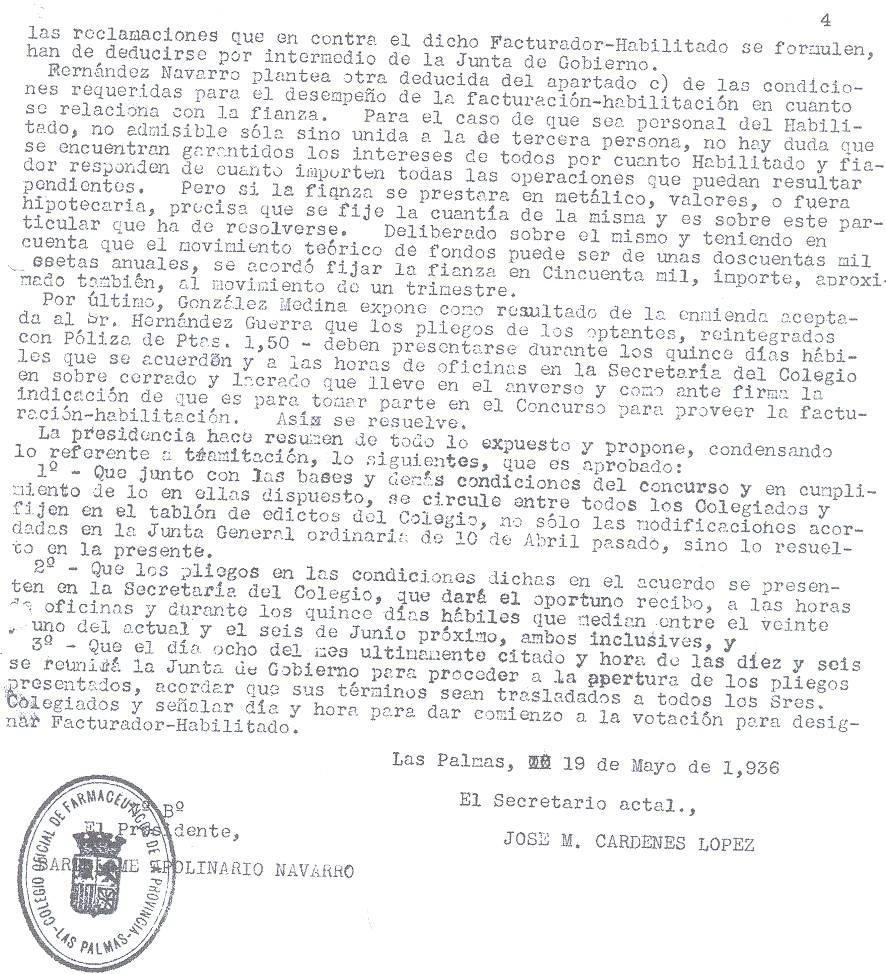 4
las reclamaciones que en contra el dicho Facturador-Habilitado se formulen,
han de deducirse por intermedio de la Junta de Gobierno.
Hernández Navarro plantea otra deducida del apartado c) de las condicio-
nes requeridas para el desempeño de la facturación-habilitación en cuanto
se relaciona con la fianza. Para el caso de que sea personal del Habili-
tado, no admisible sóla sino unida a la de tercera persona, no hay duda que
se encuentran garantidos los intereses de todos por cuanto Habilitado y fia-
dor responden de cuanto importen todas las operaciones que puedan resultar
pendientes. Pero si la fianza se prestara en metálico, valores, o fuera
hipotecaria, precisa que se fije la cuantía de la misma y es sobre este par-
ticular que ha de resolverse. Deliberado sobre el mismo y teniendo en
cuenta que el movimiento teórico de fondos puede ser de unas doscuentas mil
esetas anuales, se acordó fijar la fianza en Cincuenta mil, importe, aproxi-
mado también, al movimiento de un trimestre.
Por último, González Medina expone como resultado de la enmienda acepta-
da al Sr. Hernández Guerra que los pliegos de los optantes, reintegrados
con Póliza de Ptas. 1,50 - deben presentarse durante los quince días hábi-
les que se acuerden y a las horas de oficinas en la Secretaría del Colegio
en sobre cerrado y lacrado que lleve en el anverso y como ante firma la
indicación de que es para tomar parte en el Concurso para proveer la factu-
ración-habilitación. Asís se resuelve.
La presidencia hace resumen de todo lo expuesto y propone, condensando
lo referente a tramitación, lo siguientes, que es aprobado:
1º - Que junto con las bases y demás condiciones del concurso y en cumpli-
miento de lo en ellas dispuesto, se circule entre todos los Colegiados y
fijen en el tablón de edictos del Colegio, no sólo las modificaciones acor-
dadas en la Junta General ordinaria de 10 de Abril pasado, sino lo resuel-
to en la presente.
2º - Que los pliegos en las condiciones dichas en el acuerdo se presen-
ten en la Secretaría del Colegio, que dará el oportuno recibo, a las horas
de oficinas y durante los quince días hábiles que median entre el veinte
y uno del actual y el seis de Junio próximo, ambos inclusives, y
3º - Que el día ocho del mes ultimamente citado y hora de las diez y seis
se reunirá la Junta de Gobierno para proceder a la apertura de los pliegos
presentados, acordar que sus términos sean trasladados a todos los Sres.
Colegiados y señalar día y hora para dar comienzo a la votación para desig-
nar Facturador-Habilitado.
Las Palmas, 19 de Mayo de 1,936
Vº Bº
El Presidente,
El Secretario actal.,
JOSE M. CARDENES LOPEZ
BARTOLOME APOLINARIO NAVARRO
COLEGIO OFICIAL DE FARMACEUTICOS DE LA PROVINCIA
-LAS PALMAS-